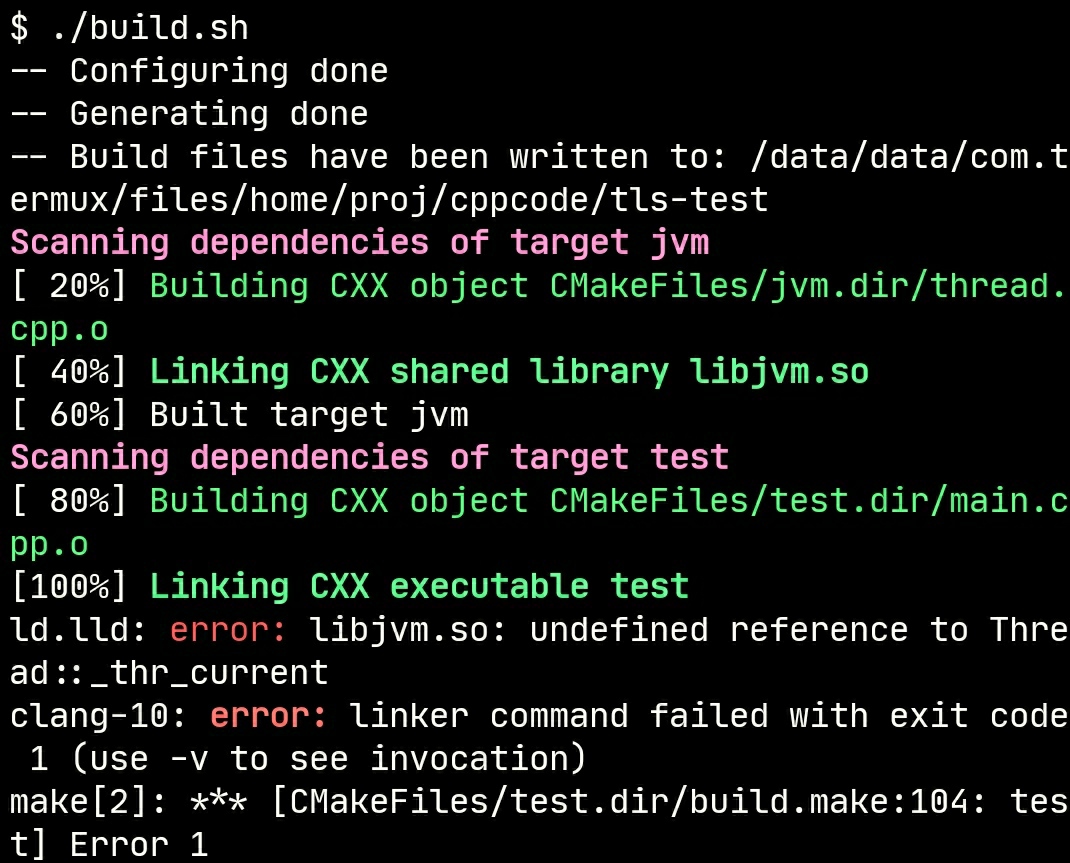 $ ./build.sh
-- Configuring done
-- Generating done
-- Build files have been written to: /data/data/com.t
ermux/files/home/proj/cppcode/tls-test
Scanning dependencies of target jvm
[ 20%] Building CXX object CMakeFiles/jvm.dir/thread.
cpp.o
[ 40%] Linking CXX shared library libjvm.so
[ 60%] Built target jvm
Scanning dependencies of target test
[ 80%] Building CXX object CMakeFiles/test.dir/main.c
pp.o
[100%] Linking CXX executable test
ld.lld: error: libjvm.so: undefined reference to Thre
ad::_thr_current
clang-10: error: linker command failed with exit code
 1 (use -v to see invocation)
make[2]: *** [CMakeFiles/test.dir/build.make:104: tes
t] Error 1